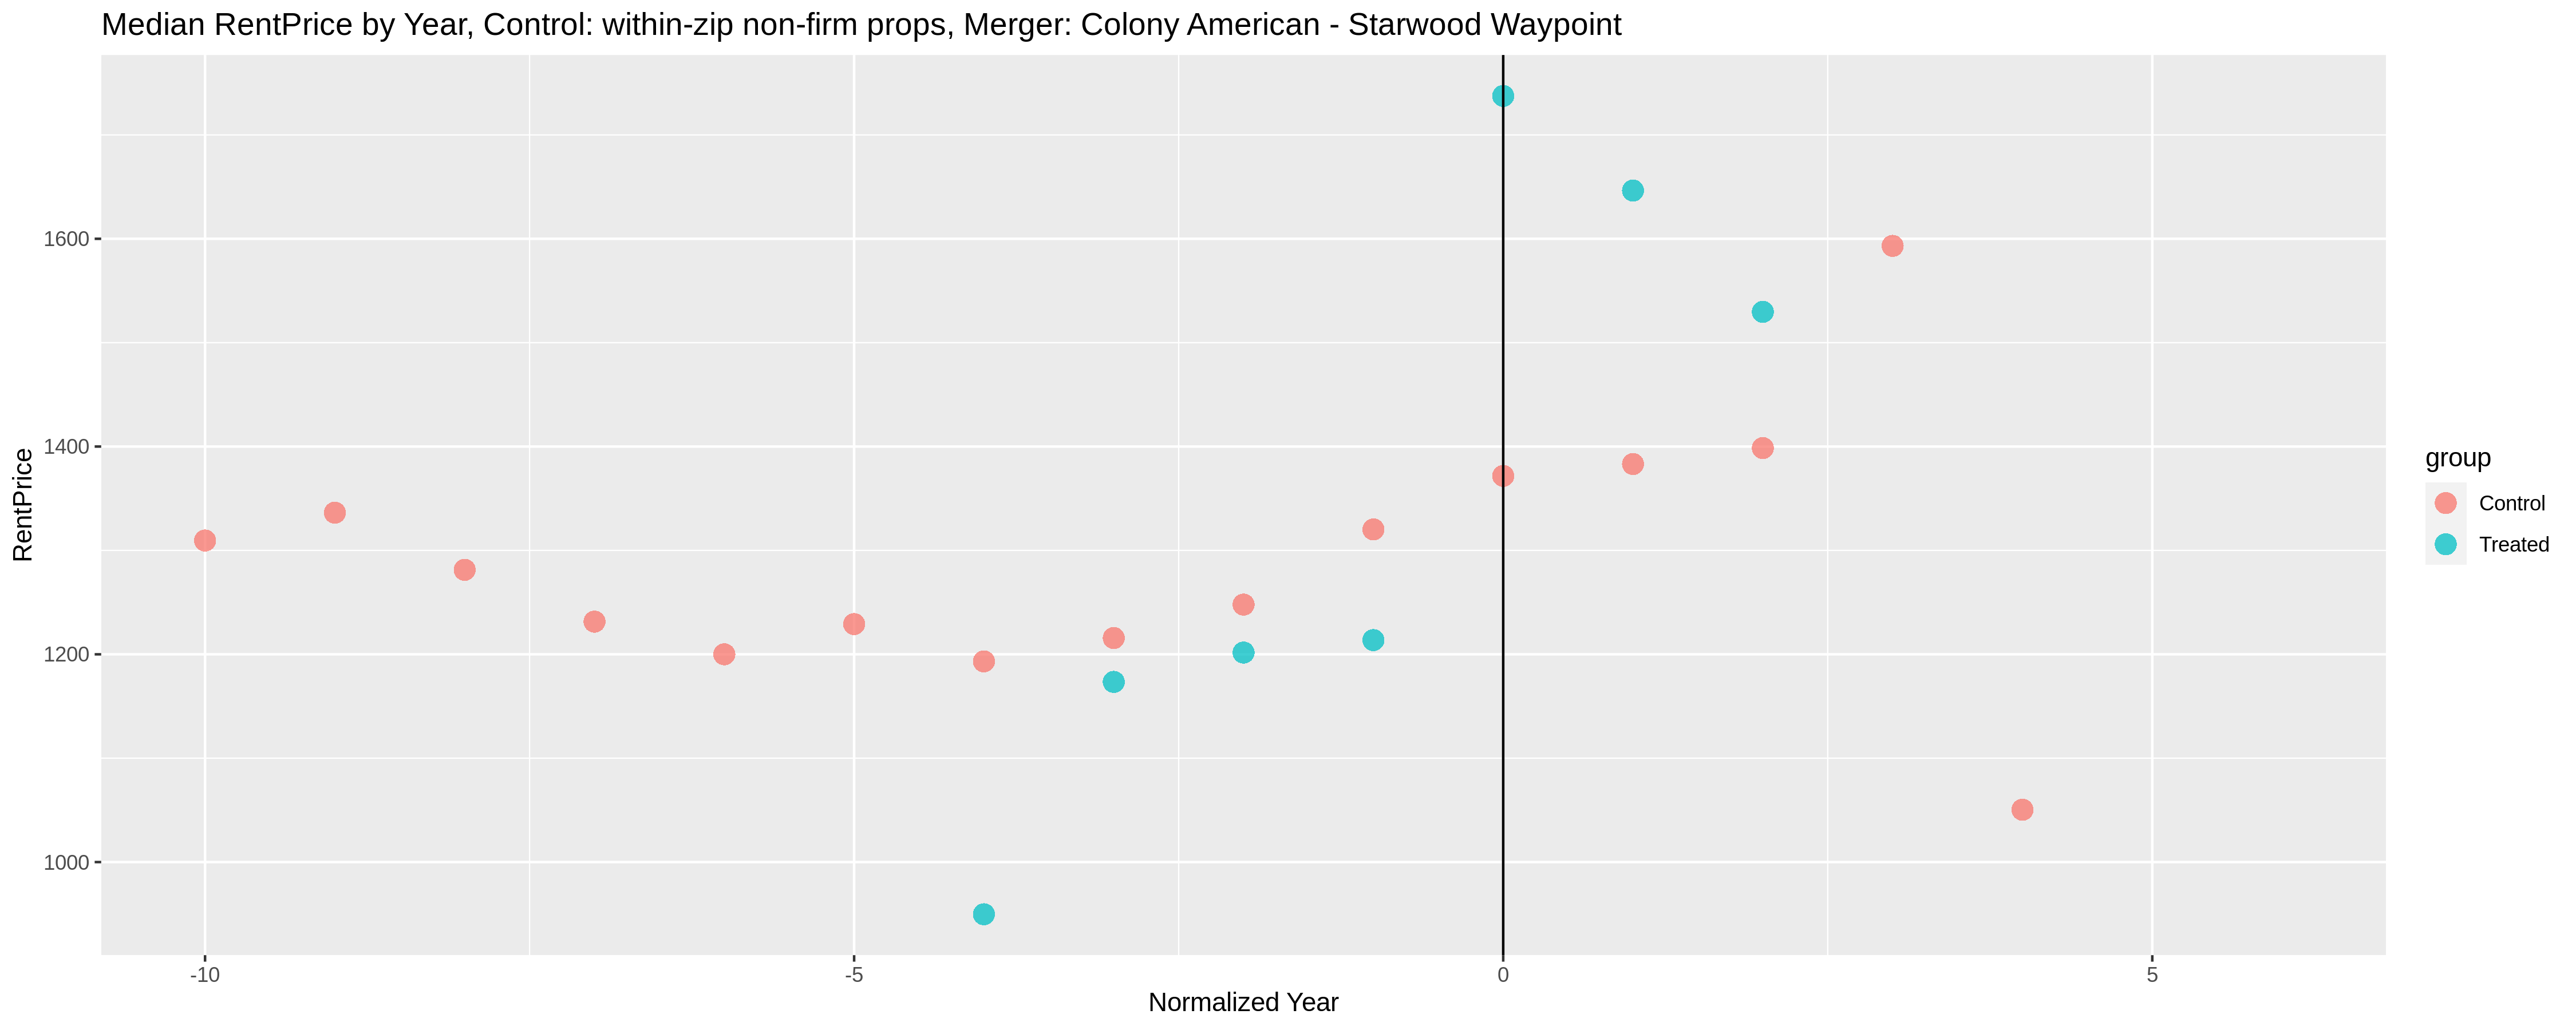 Median RentPrice by Year, Control: within-zip non-firm props, Merger: Colony American - Starwood Waypoint
RentPrice
1600
1400
1200
1000
-10
-5
0
5
Normalized Year
group
Control
Treated